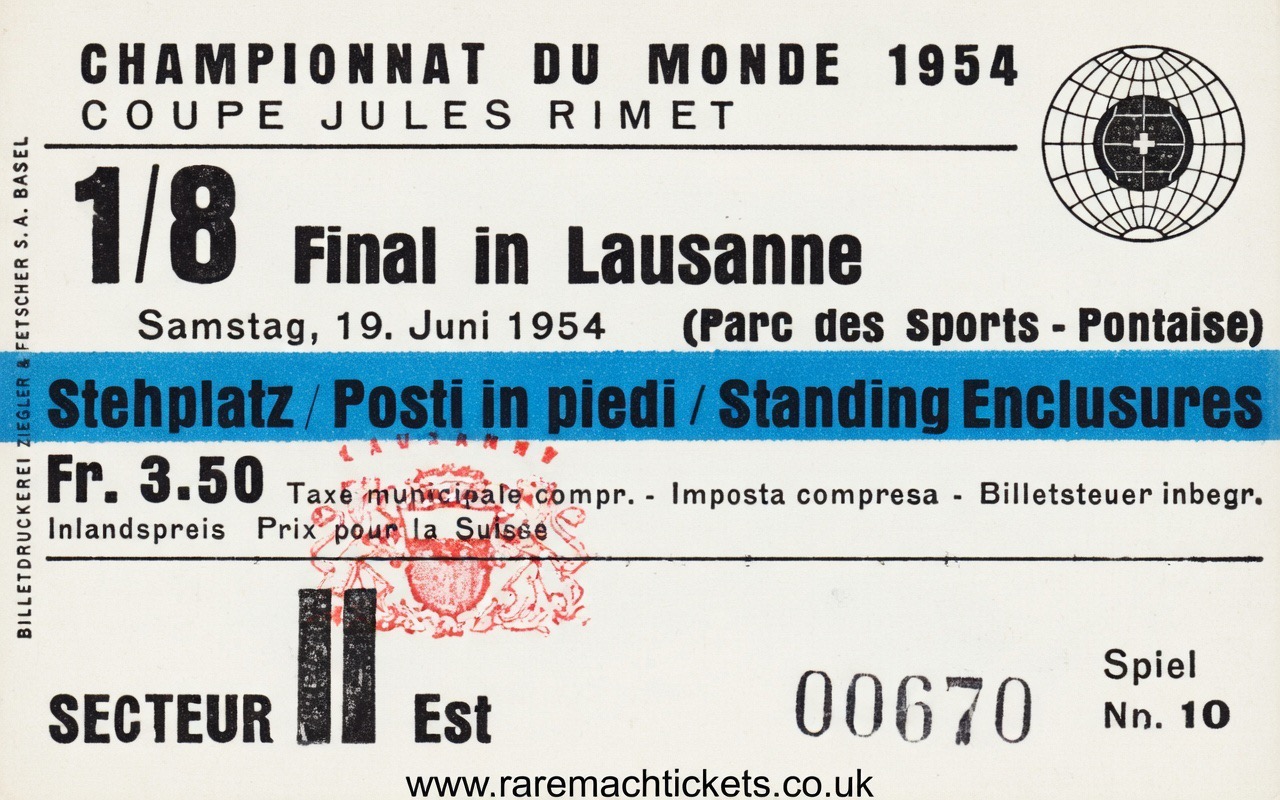 CHAMPIONNAT DU MONDE 1954
COUPE JULES RIMET
1/8 Final in Lausanne
Samstag, 19. Juni 1954 (Parc des Sports - Pontaise)
Stehplatz / Posti in piedi / Standing Enclusures
Fr. 3.50 Taxe municipale compr. - Imposta compresa - Billetsteuer inbegr.
Inlandspreis Prix pour la Suisse
LAUSANNE
SECTEUR II Est
00670
Spiel
Nn. 10
BILLETDRUCKEREI ZIEGLER & FETSCHER S. A. BASEL
www.raremachtickets.co.uk